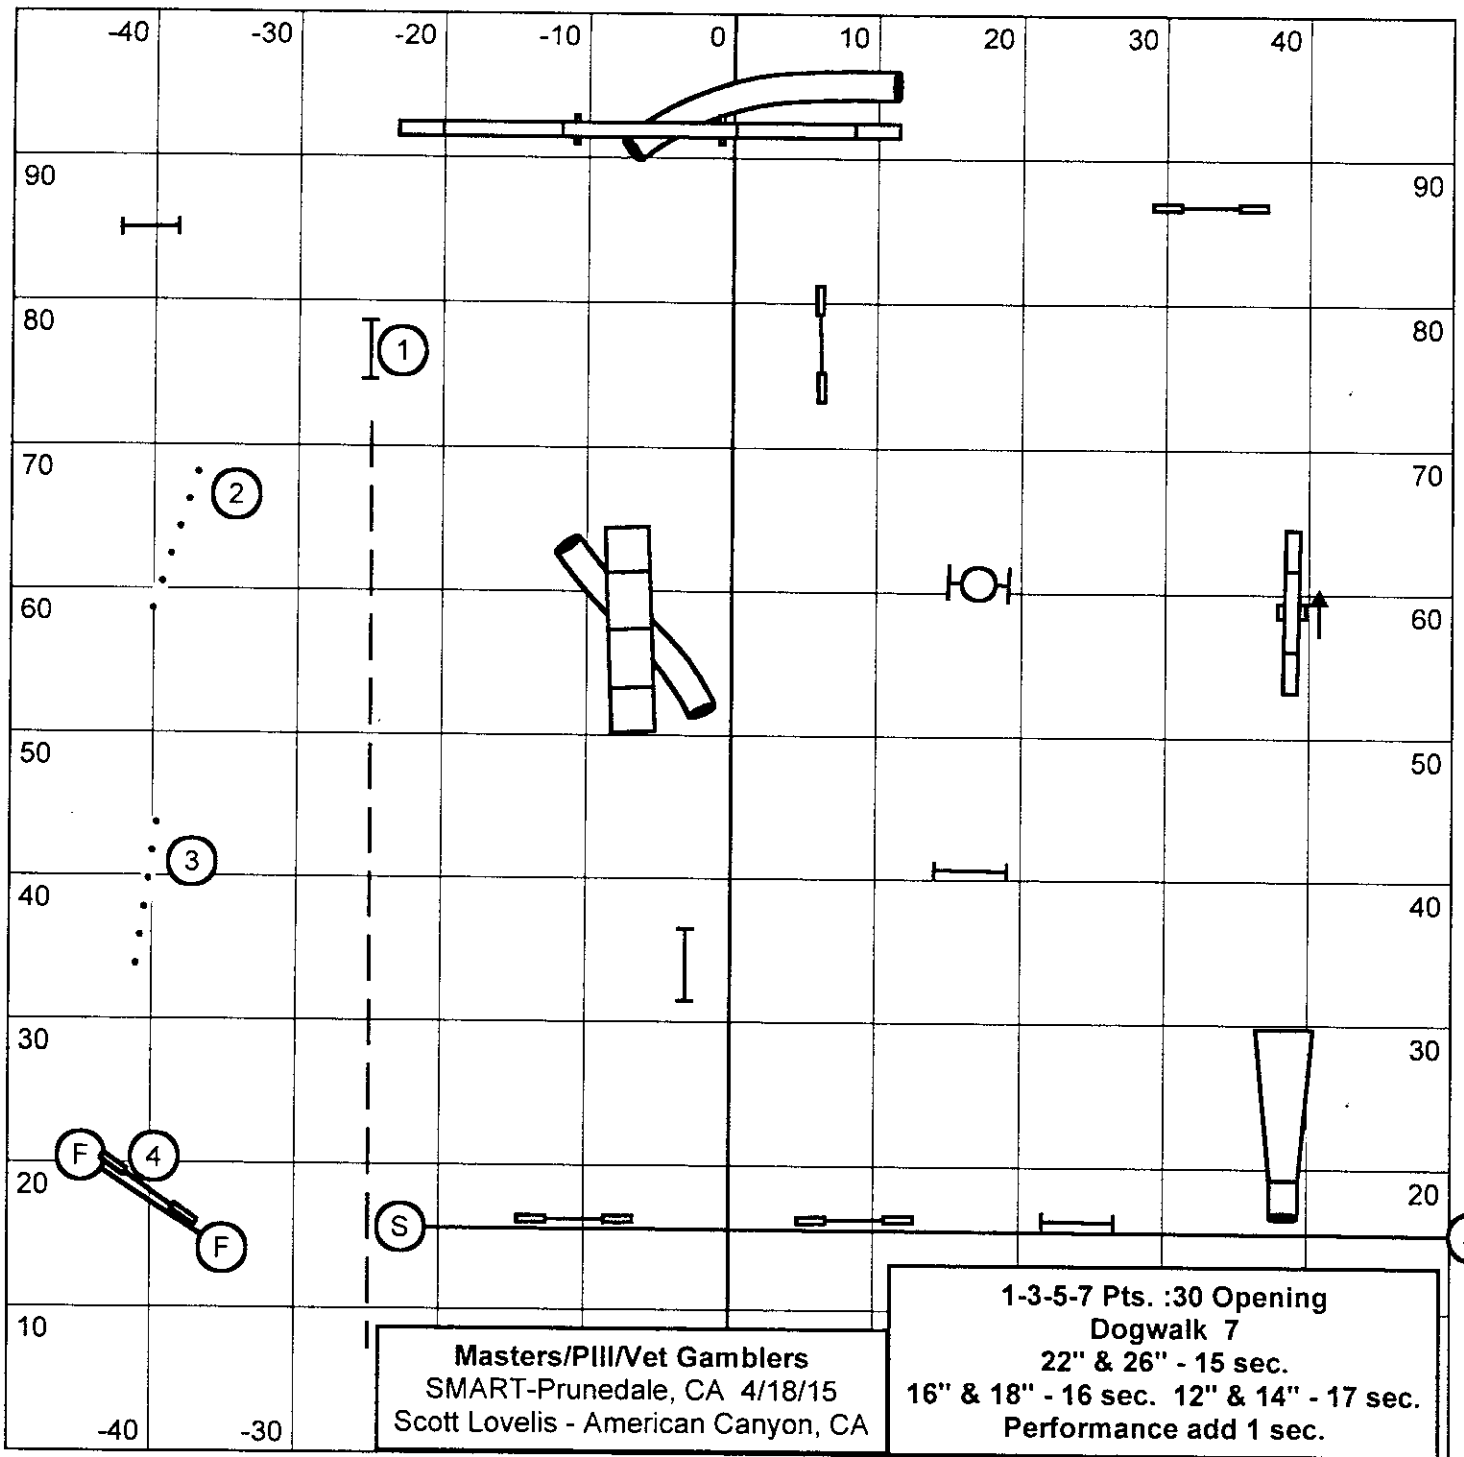 -40 -30 -20 -10 0 10 20 30 40
90 90
80 80
1
70 70
2
60 60
50 50
3
40 40
30 30
F 4
20 20
S
F
1-3-5-7 Pts. :30 Opening
10
Dogwalk 7
Masters/PIII/Vet Gamblers
22" & 26" - 15 sec.
SMART-Prunedale, CA 4/18/15
16" & 18" - 16 sec. 12" & 14" - 17 sec.
Scott Lovelis - American Canyon, CA
Performance add 1 sec.
-40 -30